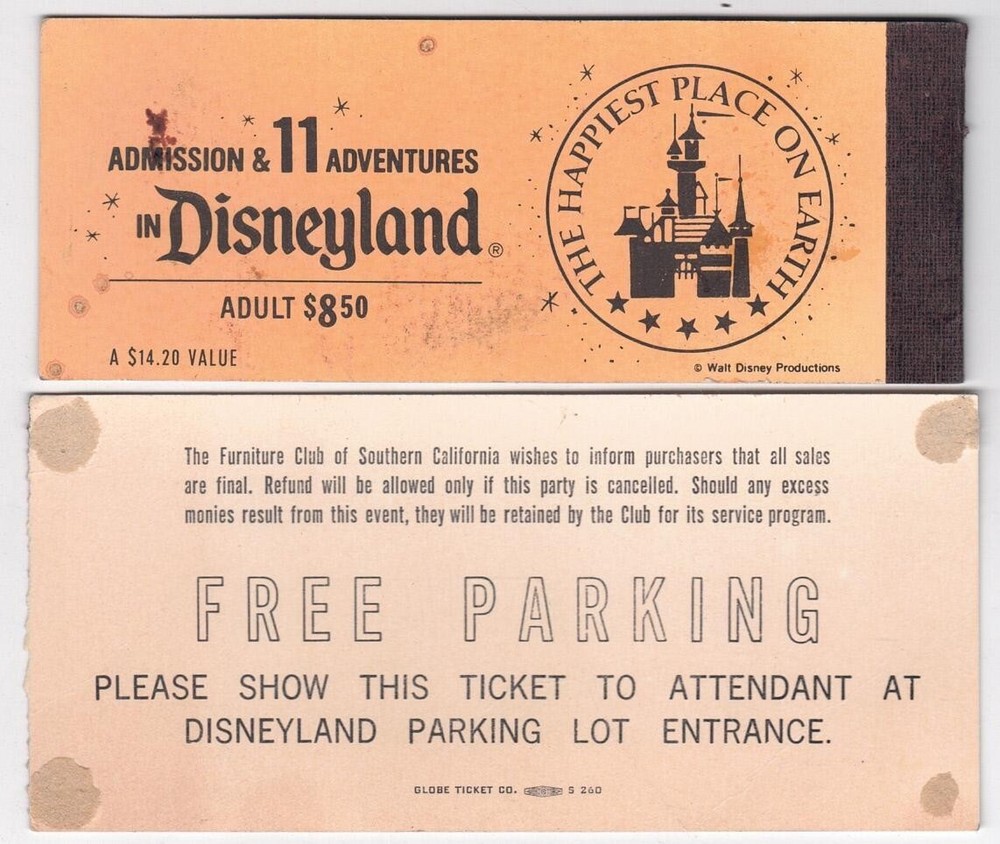 ADMISSION & 11 ADVENTURES
IN Disneyland®
ADULT $8.50
A $14.20 VALUE
THE HAPPIEST PLACE ON EARTH
© Walt Disney Productions
The Furniture Club of Southern California wishes to inform purchasers that all sales
are final. Refund will be allowed only if this party is cancelled. Should any excess
monies result from this event, they will be retained by the Club for its service program.
FREE PARKING
PLEASE SHOW THIS TICKET TO ATTENDANT AT
DISNEYLAND PARKING LOT ENTRANCE.
GLOBE TICKET CO. S 260